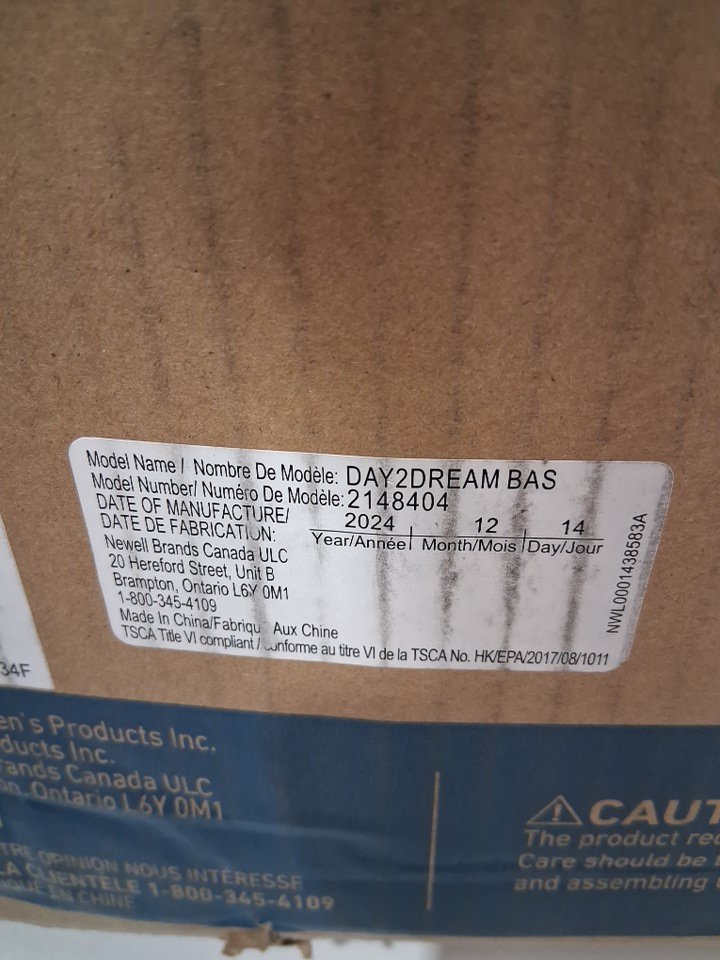 Model Name / Nombre De Modèle: DAY2DREAM BAS
Model Number/ Numéro De Modèle: 2148404
DATE OF MANUFACTURE/
DATE DE FABRICATION:
2024 12 14
Year/Année Month/Mois Day/Jour
Newell Brands Canada ULC
20 Hereford Street, Unit B
Brampton, Ontario L6Y 0M1
1-800-345-4109
Made In China/Fabriqu Aux Chine
TSCA Title VI compliant / onforme au titre VI de la TSCA No. HK/EPA/2017/08/1011
NWL0001438583A
34F
en's Products Inc.
ducts Inc.
rands Canada ULC
on, Ontario L6Y 0M1
TRE OPINION NOUS INTÉRESSE
LA CLIENTÈLE 1-800-345-4109
IQUÉ EN CHINE
CAUT
The product re
Care should be
and assembling